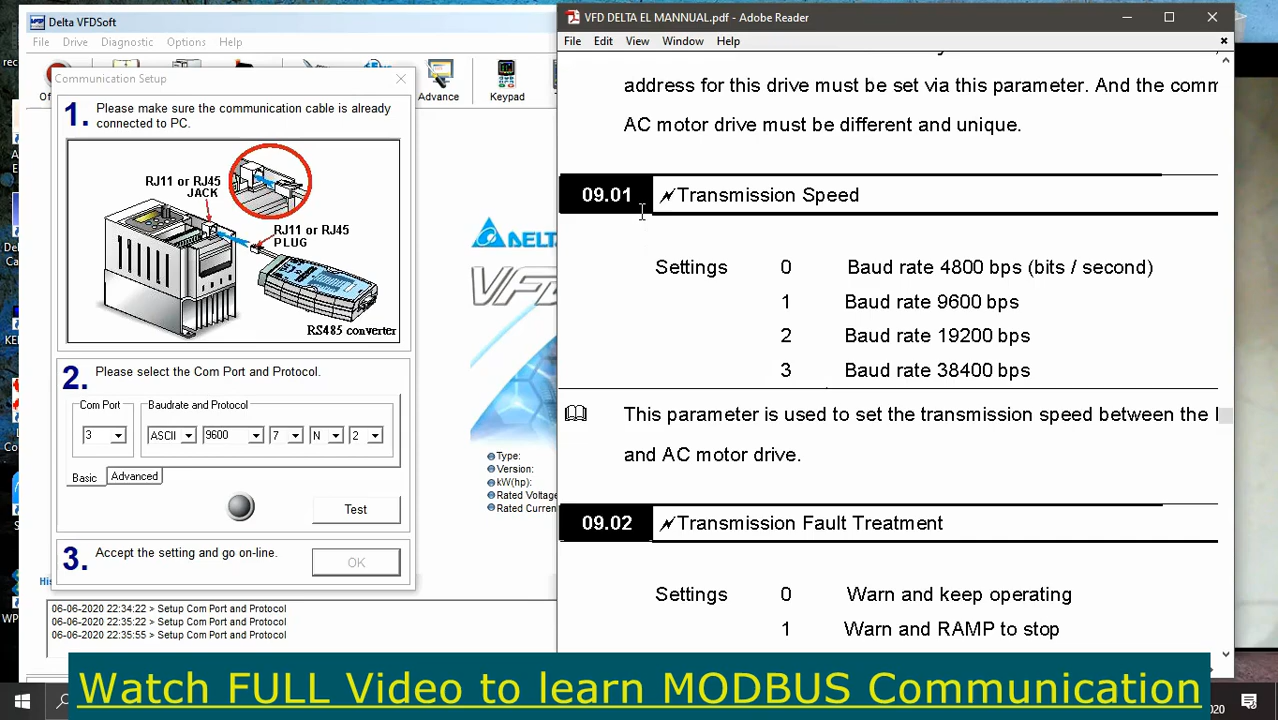 Delta VFDSoft
File Drive Diagnostic Options Help
Advance
Keypad
Communication Setup
1. Please make sure the communication cable is already
connected to PC.
RJ11 or RJ45
JACK
RJ11 or RJ45
PLUG
RS485 converter
2. Please select the Com Port and Protocol.
Com Port
Baudrate and Protocol
3
ASCII 9600 7 N 2
Basic Advanced
Test
3. Accept the setting and go on-line.
OK
DELTA
VFD
Type:
Version:
kW(hp):
Rated Voltage
Rated Curren
06-06-2020 22:34:22 > Setup Com Port and Protocol
06-06-2020 22:35:22 > Setup Com Port and Protocol
06-06-2020 22:35:55 > Setup Com Port and Protocol
VFD DELTA EL MANNUAL.pdf - Adobe Reader
File Edit View Window Help
address for this drive must be set via this parameter. And the comm
AC motor drive must be different and unique.
09.01 Transmission Speed
Settings 0 Baud rate 4800 bps (bits / second)
1 Baud rate 9600 bps
2 Baud rate 19200 bps
3 Baud rate 38400 bps
This parameter is used to set the transmission speed between the
and AC motor drive.
09.02 Transmission Fault Treatment
Settings 0 Warn and keep operating
1 Warn and RAMP to stop
Watch FULL Video to learn MODBUS Communication